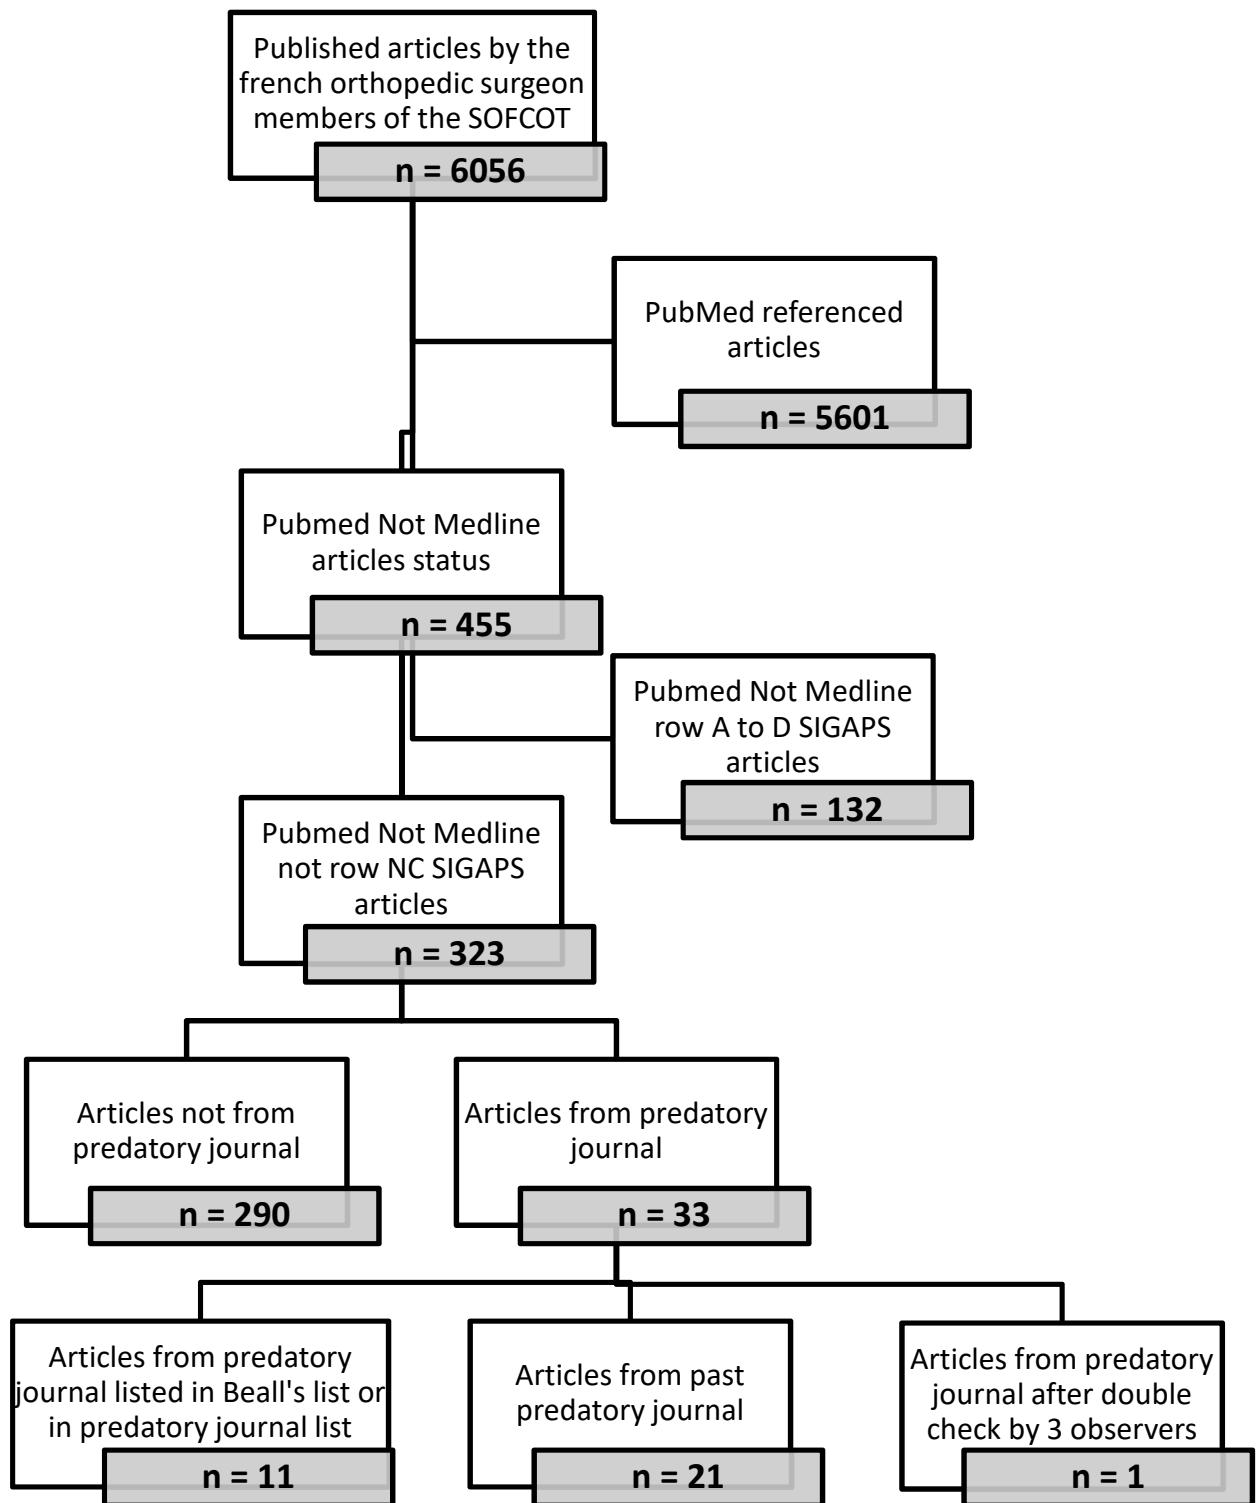 Published articles by the
french orthopedic surgeon
members of the SOFCOT
n = 6056
PubMed referenced
articles
n = 5601
Pubmed Not Medline
articles status
n = 455
Pubmed Not Medline
row A to D SIGAPS
articles
n = 132
Pubmed Not Medline
not row NC SIGAPS
articles
n = 323
Articles not from
predatory journal
n = 290
Articles from predatory
journal
n = 33
Articles from predatory
journal listed in Beall's list or
in predatory journal list
n = 11
Articles from past
predatory journal
n = 21
Articles from predatory
journal after double
check by 3 observers
n = 1